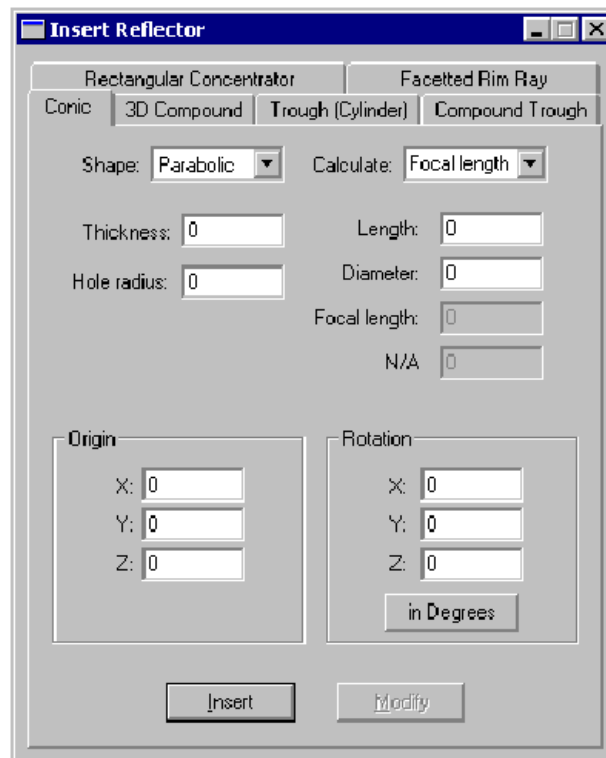 Insert Reflector
Rectangular Concentrator Facetted Rim Ray
Conic 3D Compound Trough (Cylinder) Compound Trough
Shape: Parabolic Calculate: Focal length
Thickness: 0 Length: 0
Hole radius: 0 Diameter: 0
Focal length: 0
N/A 0
Origin Rotation
X: 0 X: 0
Y: 0 Y: 0
Z: 0 Z: 0
in Degrees
Insert Modify